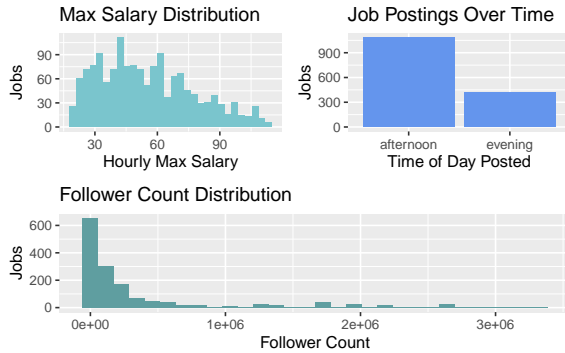 Max Salary Distribution
90
60
30
0
Jobs
30 60 90
Hourly Max Salary
Job Postings Over Time
900
600
300
0
Jobs
afternoon evening
Time of Day Posted
Follower Count Distribution
600
400
200
0
Jobs
0e+00 1e+06 2e+06 3e+06
Follower Count